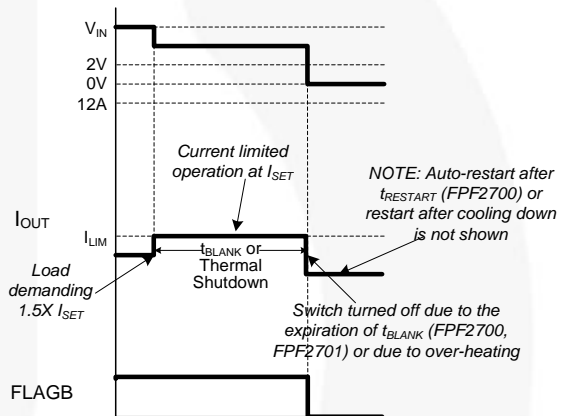 VIN
2V
0V
12A
Current limited
operation at ISET
NOTE: Auto-restart after
tRESTART (FPF2700) or
restart after cooling down
is not shown
IOUT
ILIM
tBLANK or
Thermal
Shutdown
Load
demanding
1.5X ISET
Switch turned off due to the
expiration of tBLANK (FPF2700,
FPF2701) or due to over-heating
FLAGB